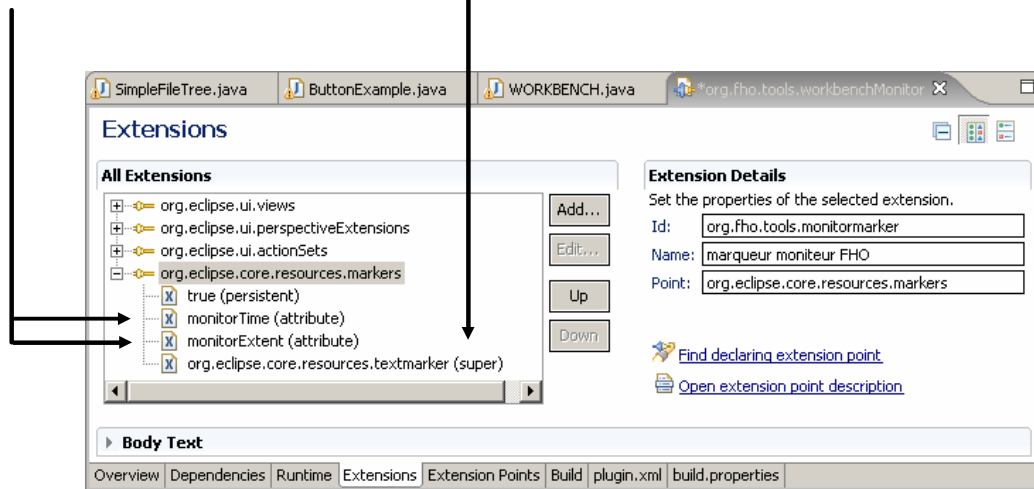 SimpleFileTree.java ButtonExample.java WORKBENCH.java *org.fho.tools.workbenchMonitor
Extensions
All Extensions
org.eclipse.ui.views
org.eclipse.ui.perspectiveExtensions
org.eclipse.ui.actionSets
org.eclipse.core.resources.markers
true (persistent)
monitorTime (attribute)
monitorExtent (attribute)
org.eclipse.core.resources.textmarker (super)
Add...
Edit...
Up
Down
Extension Details
Set the properties of the selected extension.
Id: org.fho.tools.monitormarker
Name: marqueur moniteur FHO
Point: org.eclipse.core.resources.markers
Find declaring extension point
Open extension point description
Body Text
Overview Dependencies Runtime Extensions Extension Points Build plugin.xml build.properties